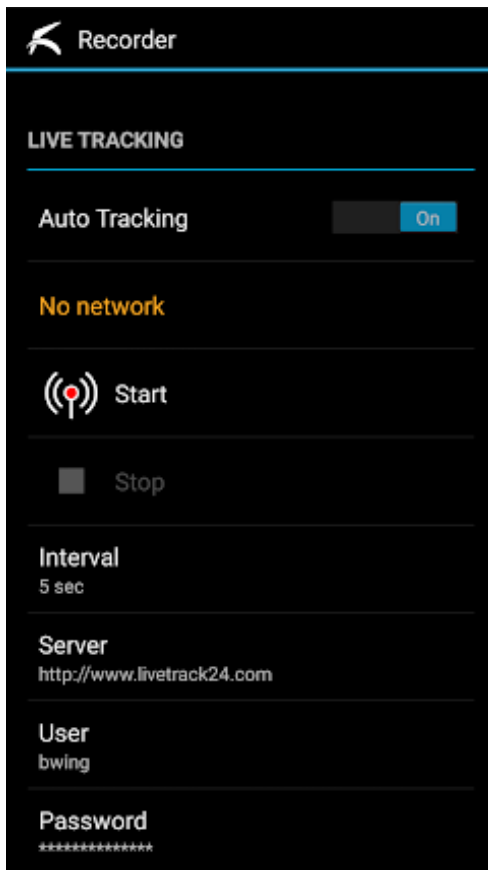 Recorder
LIVE TRACKING
Auto Tracking
On
No network
Start
Stop
Interval
5 sec
Server
http://www.livetrack24.com
User
bwing
Password
**************